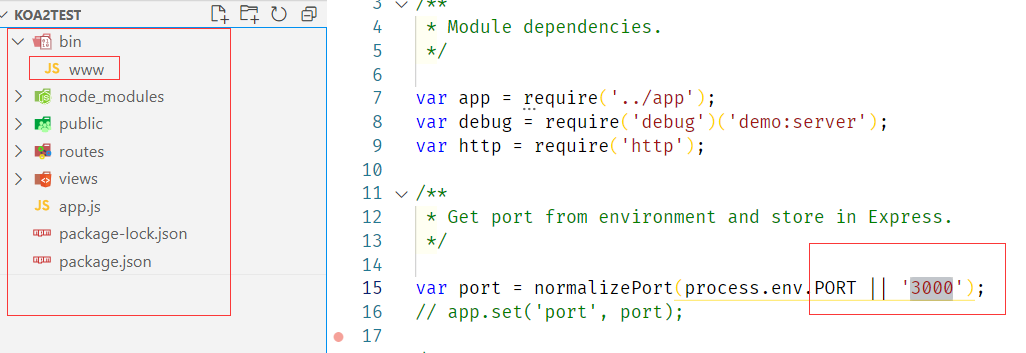 KOA2TEST
bin
JS www
node_modules
public
routes
views
JS app.js
package-lock.json
package.json
3 /**
4  * Module dependencies.
5  */
6
7 var app = require('../app');
8 var debug = require('debug')('demo:server');
9 var http = require('http');
10
11 /**
12  * Get port from environment and store in Express.
13  */
14
15 var port = normalizePort(process.env.PORT || '3000');
16 // app.set('port', port);
17